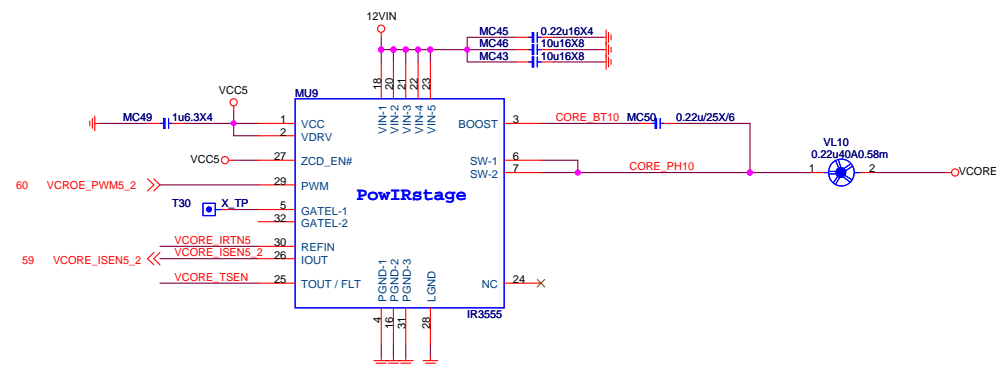 12VIN
MC45 0.22u16X4
MC46 10u16X8
MC43 10u16X8
18 20 21 22 23
VCC5
MU9
VIN-1 VIN-2 VIN-3 VIN-4 VIN-5
MC49 1u6.3X4
1 VCC
2 VDRV
BOOST 3 CORE_BT10 MC50 0.22u/25X/6
VL10
0.22u40A0.58m
VCC5 27 ZCD_EN#
SW-1 6
SW-2 7 CORE_PH10 1 2 VCORE
60 VCROE_PWM5_2 29 PWM
PowIRstage
T30 X_TP 5 GATEL-1
32 GATEL-2
VCORE_IRTN5 30 REFIN
59 VCORE_ISEN5_2 VCORE_ISEN5_2 26 IOUT
VCORE_TSEN 25 TOUT / FLT
NC 24
PGND-1 PGND-2 PGND-3 LGND
IR3555
4 16 31 28